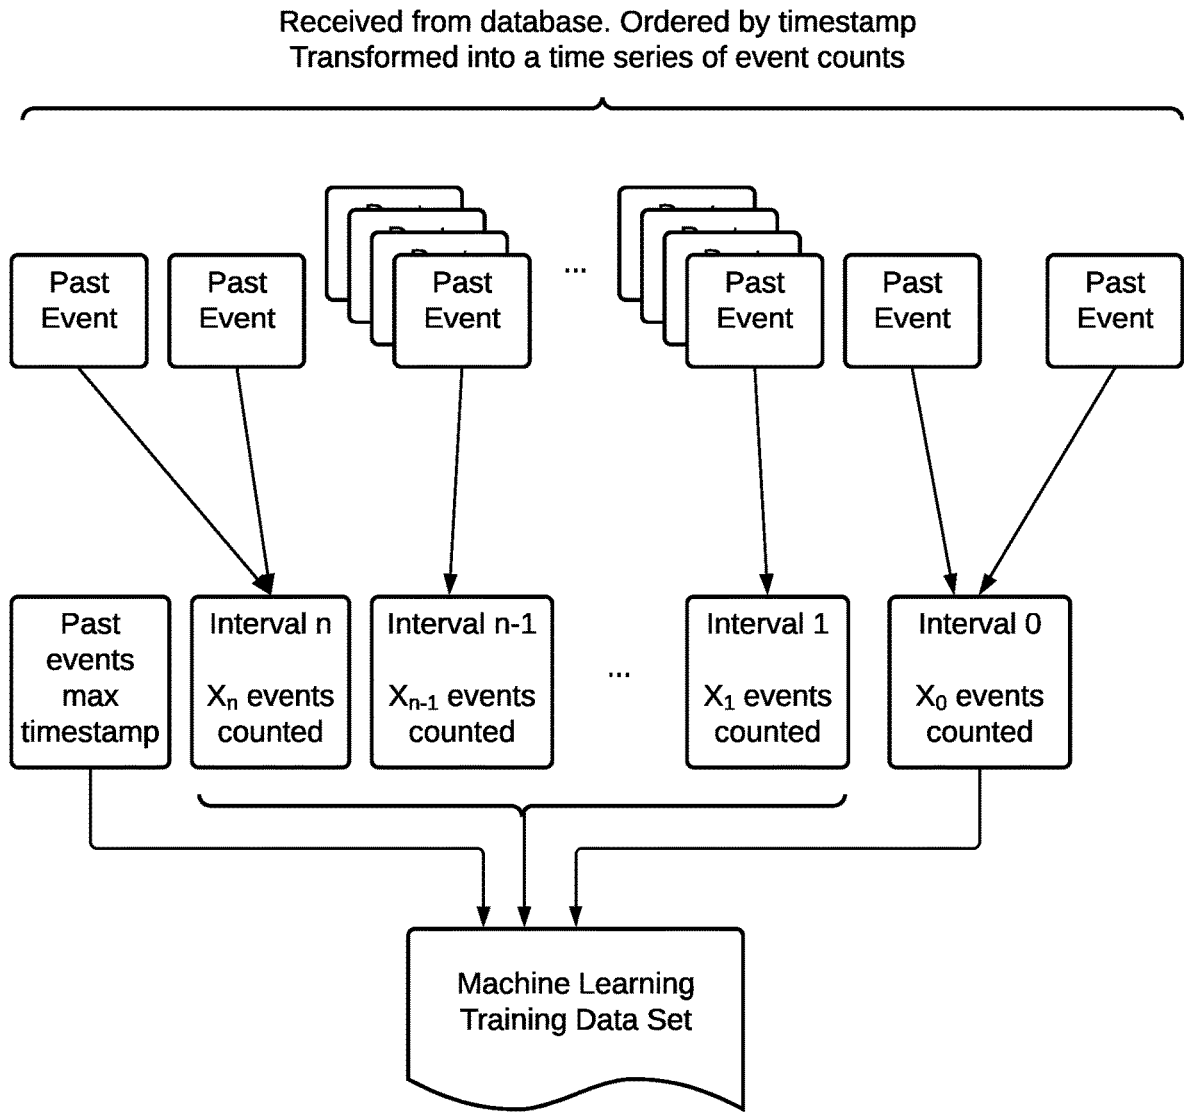 Received from database. Ordered by timestamp
Transformed into a time series of event counts
Past
Event
Past
Event
Past
Event
...
Past
Event
Past
Event
Past
Event
Past
events
max
timestamp
Interval n
Xn events
counted
Interval n-1
Xn-1 events
counted
...
Interval 1
X1 events
counted
Interval 0
X0 events
counted
Machine Learning
Training Data Set